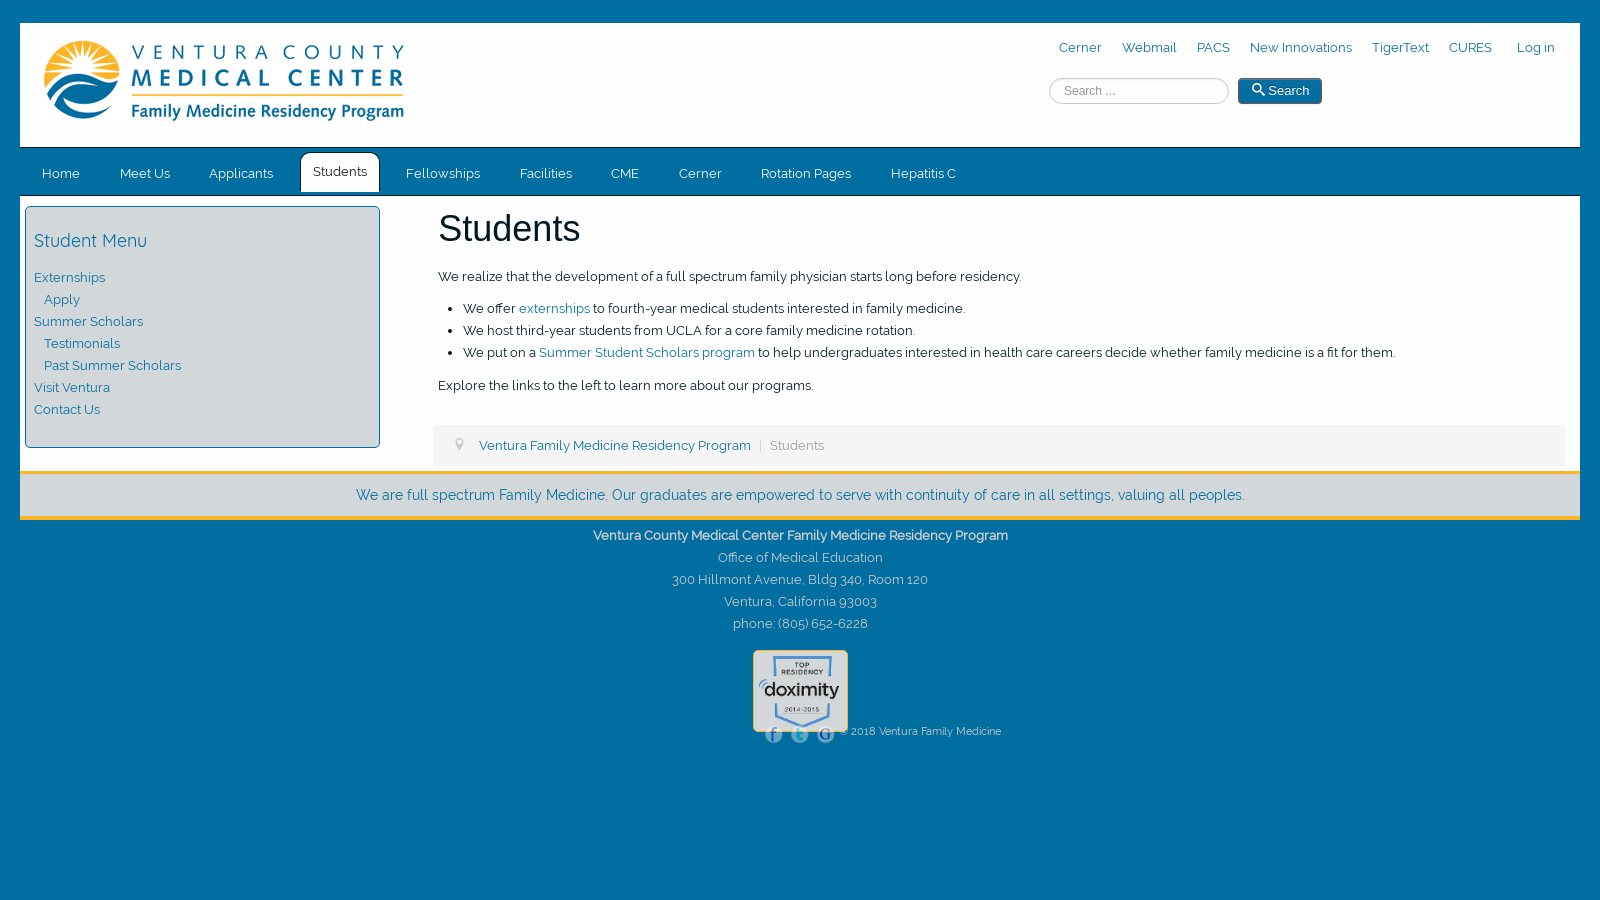 VENTURA COUNTY
MEDICAL CENTER
Family Medicine Residency Program
Cerner Webmail PACS New Innovations TigerText CURES Log in
Search ... Search
Home Meet Us Applicants Students Fellowships Facilities CME Cerner Rotation Pages Hepatitis C
Student Menu
Externships
Apply
Summer Scholars
Testimonials
Past Summer Scholars
Visit Ventura
Contact Us
Students
We realize that the development of a full spectrum family physician starts long before residency.
• We offer externships to fourth-year medical students interested in family medicine.
• We host third-year students from UCLA for a core family medicine rotation.
• We put on a Summer Student Scholars program to help undergraduates interested in health care careers decide whether family medicine is a fit for them.
Explore the links to the left to learn more about our programs.
Ventura Family Medicine Residency Program | Students
We are full spectrum Family Medicine. Our graduates are empowered to serve with continuity of care in all settings, valuing all peoples.
Ventura County Medical Center Family Medicine Residency Program
Office of Medical Education
300 Hillmont Avenue, Bldg 340, Room 120
Ventura, California 93003
phone: (805) 652-6228
TOP
RESIDENCY
doximity
2014-2015
f t G © 2018 Ventura Family Medicine